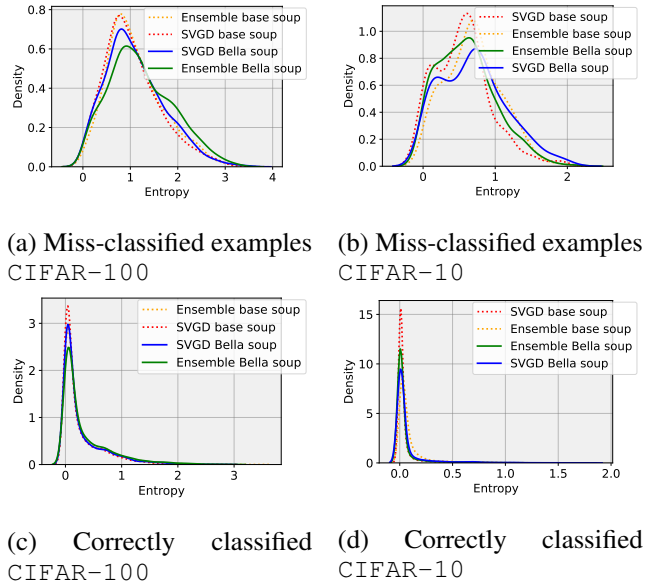 0.8
0.6
0.4
0.2
0.0
Density
0
1
2
3
4
Entropy
Ensemble base soup
SVGD base soup
SVGD Bella soup
Ensemble Bella soup
1.0
0.8
0.6
0.4
0.2
0.0
Density
0
1
2
Entropy
SVGD base soup
Ensemble base soup
Ensemble Bella soup
SVGD Bella soup
(a) Miss-classified examples
CIFAR-100
(b) Miss-classified examples
CIFAR-10
3
2
1
0
Density
0
1
2
3
Entropy
Ensemble base soup
SVGD base soup
SVGD Bella soup
Ensemble Bella soup
15
10
5
0
Density
0.0
0.5
1.0
1.5
2.0
Entropy
SVGD base soup
Ensemble base soup
Ensemble Bella soup
SVGD Bella soup
(c) Correctly classified
CIFAR-100
(d) Correctly classified
CIFAR-10